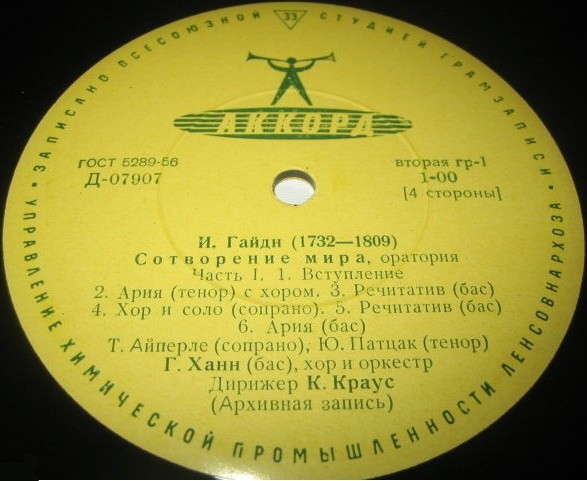 ЗАПИСАНО ВСЕСОЮЗНОЙ СТУДИЕЙ ГРАМЗАПИСИ
33
АККОРД
ГОСТ 5289-56
Д-07907
вторая гр-1
1-00
[4 стороны]
И. Гайдн (1732—1809)
Сотворение мира, оратория
Часть I. 1. Вступление
2. Ария (тенор) с хором. 3. Речитатив (бас)
4. Хор и соло (сопрано). 5. Речитатив (бас)
6. Ария (бас)
Т. Айперле (сопрано), Ю. Патцак (тенор)
Г. Ханн (бас), хор и оркестр
Дирижер К. Краус
(Архивная запись)
УПРАВЛЕНИЕ ХИМИЧЕСКОЙ ПРОМЫШЛЕННОСТИ ЛЕНСОВНАРХОЗА